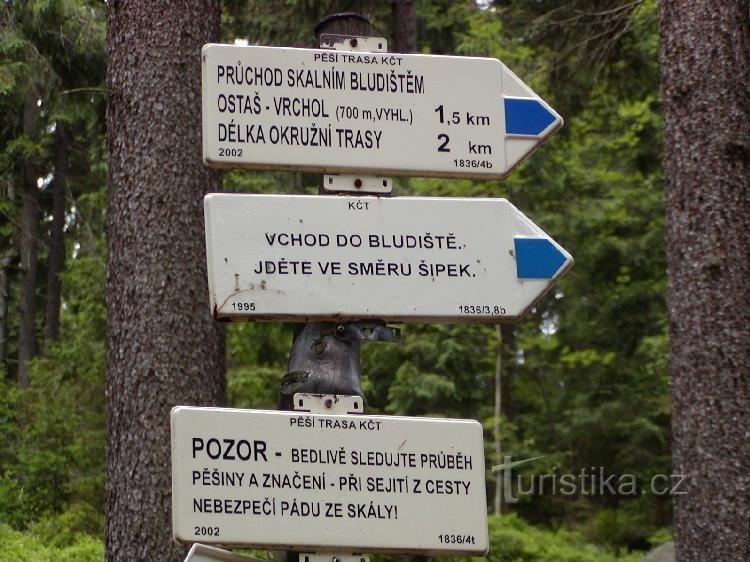 PĚŠÍ TRASA KČT
PRŮCHOD SKALNÍM BLUDIŠTĚM
OSTAŠ - VRCHOL (700 m,VYHL.) 1,5 km
DÉLKA OKRUŽNÍ TRASY 2 km
2002 1836/4b
KČT
VCHOD DO BLUDIŠTĚ.
JDĚTE VE SMĚRU ŠIPEK.
1995 1836/3,8b
PĚŠÍ TRASA KČT
POZOR - BEDLIVĚ SLEDUJTE PRŮBĚH
PĚŠINY A ZNAČENÍ - PŘI SEJITÍ Z CESTY
NEBEZPEČÍ PÁDU ZE SKÁLY!
2002 1836/4t
turistika.cz